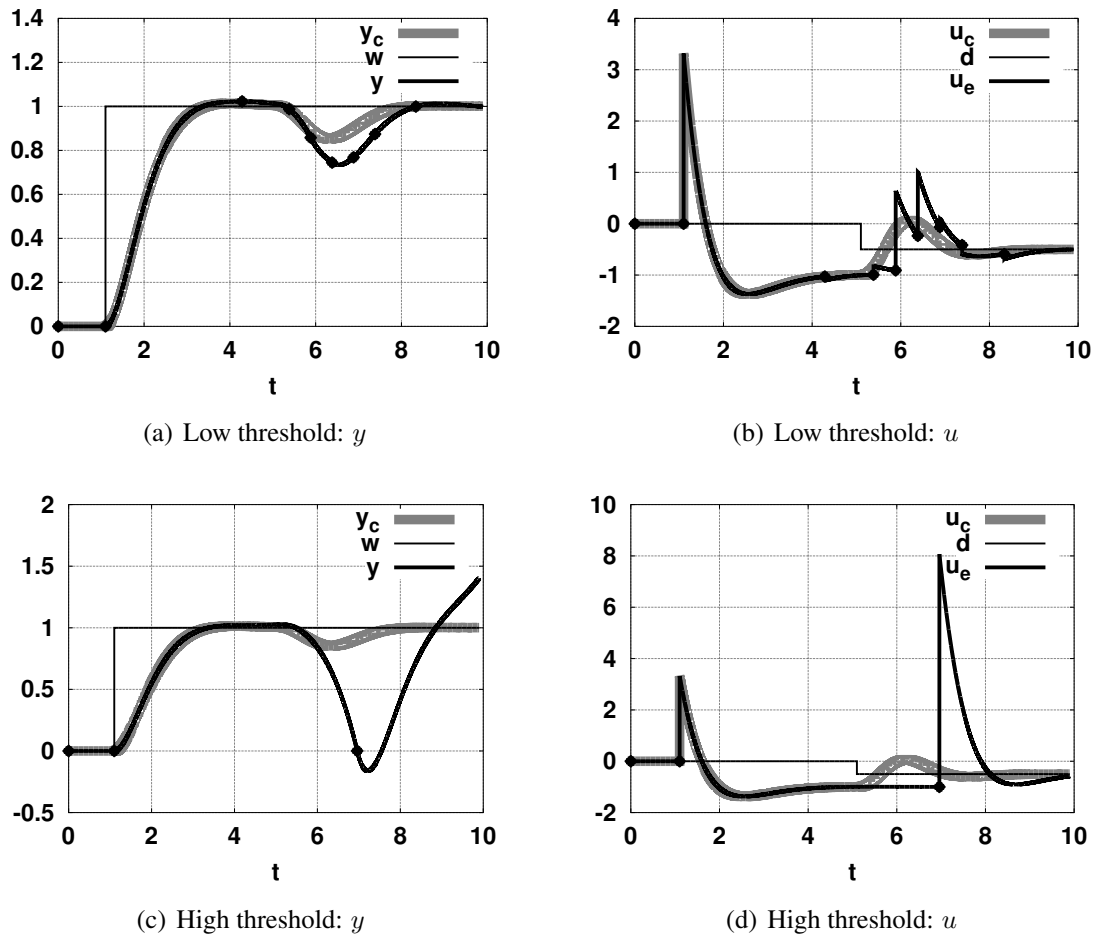 1.4
1.2
1
0.8
0.6
0.4
0.2
0
0 2 4 6 8 10
t
y_c
w
y
(a) Low threshold: y
4
3
2
1
0
-1
-2
0 2 4 6 8 10
t
u_c
d
u_e
(b) Low threshold: u
2
1.5
1
0.5
0
-0.5
0 2 4 6 8 10
t
y_c
w
y
(c) High threshold: y
10
8
6
4
2
0
-2
0 2 4 6 8 10
t
u_c
d
u_e
(d) High threshold: u